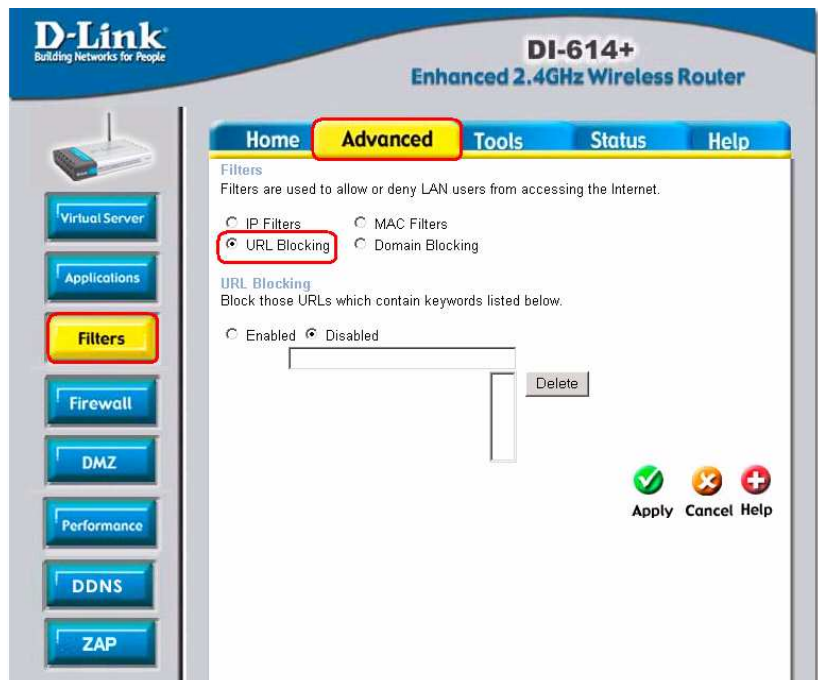 D-Link
Building Networks for People
DI-614+
Enhanced 2.4GHz Wireless Router
Home Advanced Tools Status Help
Virtual Server
Applications
Filters
Firewall
DMZ
Performance
DDNS
ZAP
Filters
Filters are used to allow or deny LAN users from accessing the Internet.
IP Filters MAC Filters
URL Blocking Domain Blocking
URL Blocking
Block those URLs which contain keywords listed below.
Enabled Disabled
Delete
Apply Cancel Help